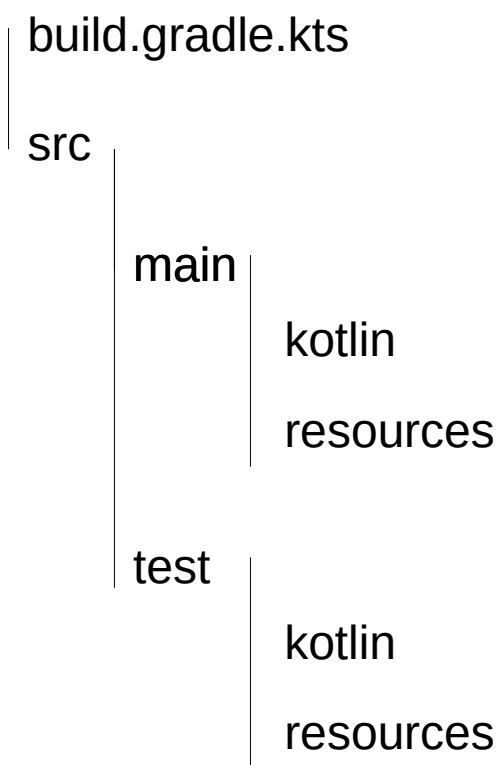 build.gradle.kts
src
main
kotlin
resources
test
kotlin
resources